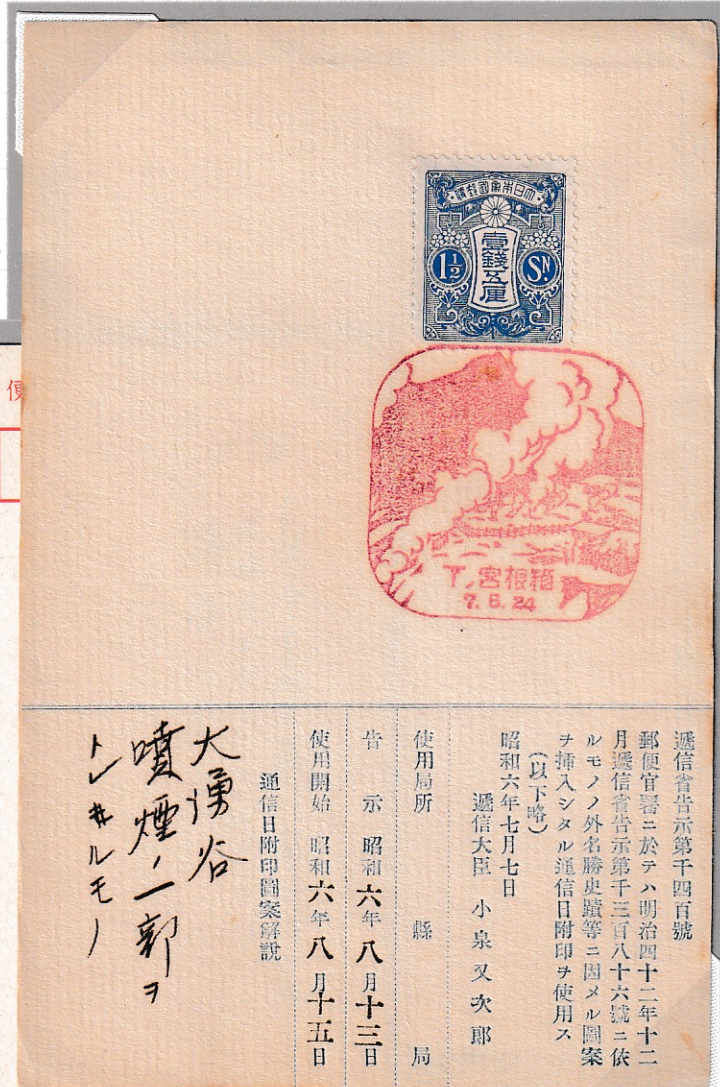 大日本帝國郵便
壹錢五厘
1½
SN.
箱根宮ノ下
7.6.24
遞信省告示第千四百號
郵便官署ニ於テハ明治四十二年十二
月遞信省告示第千三百八十六號ニ依
ルモノノ外名勝史蹟等ニ因メル圖案
ヲ挿入シタル通信日附印ヲ使用ス
(以下略)
昭和六年七月七日
遞信大臣 小泉又次郎
使用局所 縣 局
告示 昭和六年八月十三日
使用開始 昭和六年八月十五日
通信日附印圖案解說
大湧谷
噴煙ノ一部ヲ
モノ
便